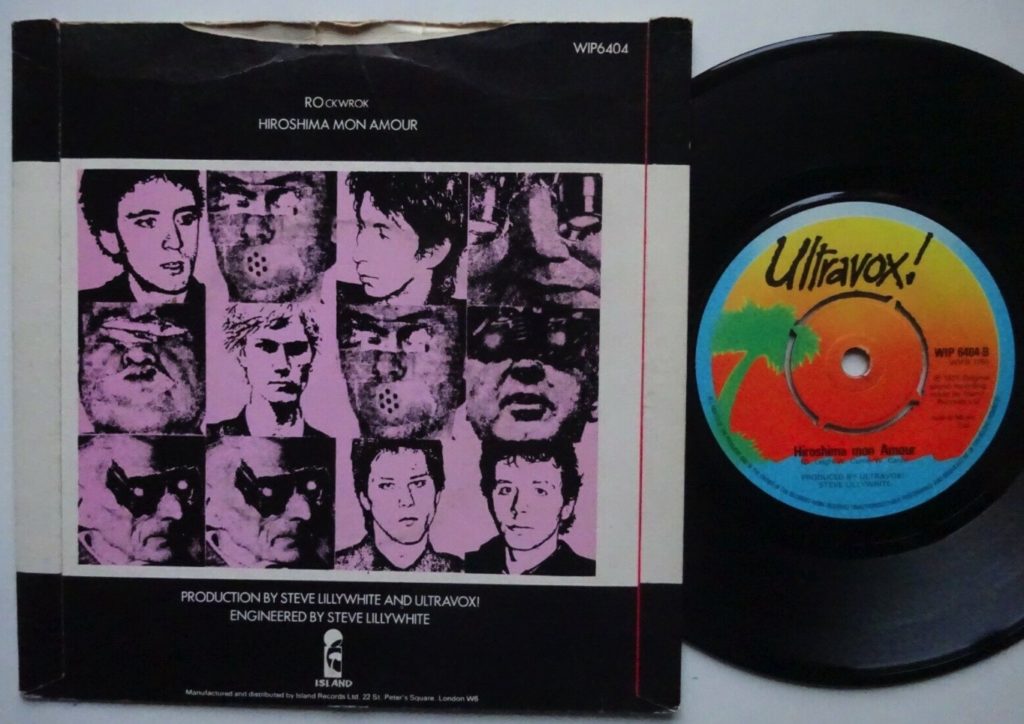 WIP6404
ROCKWROK
HIROSHIMA MON AMOUR
PRODUCTION BY STEVE LILLYWHITE AND ULTRAVOX!
ENGINEERED BY STEVE LILLYWHITE
ISLAND
Manufactured and distributed by Island Records Ltd. 22 St. Peter's Square. London W6
Ultravox!
WIP 6404-B
Hiroshima mon Amour
PRODUCED BY ULTRAVOX!
STEVE LILLYWHITE